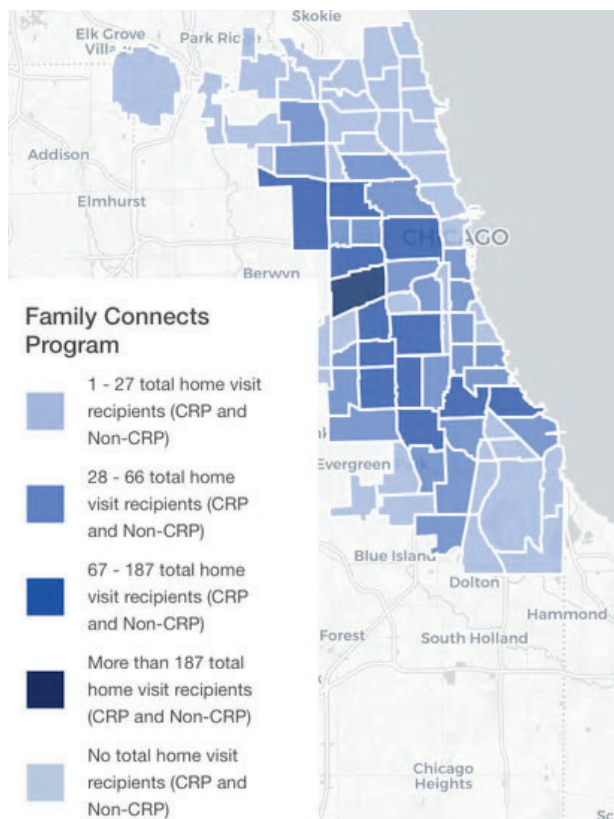 Skokie
Elk Grove
Village
Park Ridge
Addison
Elmhurst
CHICAGO
Berwyn
Family Connects
Program
1 - 27 total home visit
recipients (CRP and
Non-CRP)
28 - 66 total home
visit recipients (CRP
and Non-CRP)
67 - 187 total home
visit recipients (CRP
and Non-CRP)
More than 187 total
home visit recipients
(CRP and Non-CRP)
No total home visit
recipients (CRP and
Non-CRP)
Evergreen Park
Blue Island
Dolton
Hammond
Forest
South Holland
Chicago
Heights